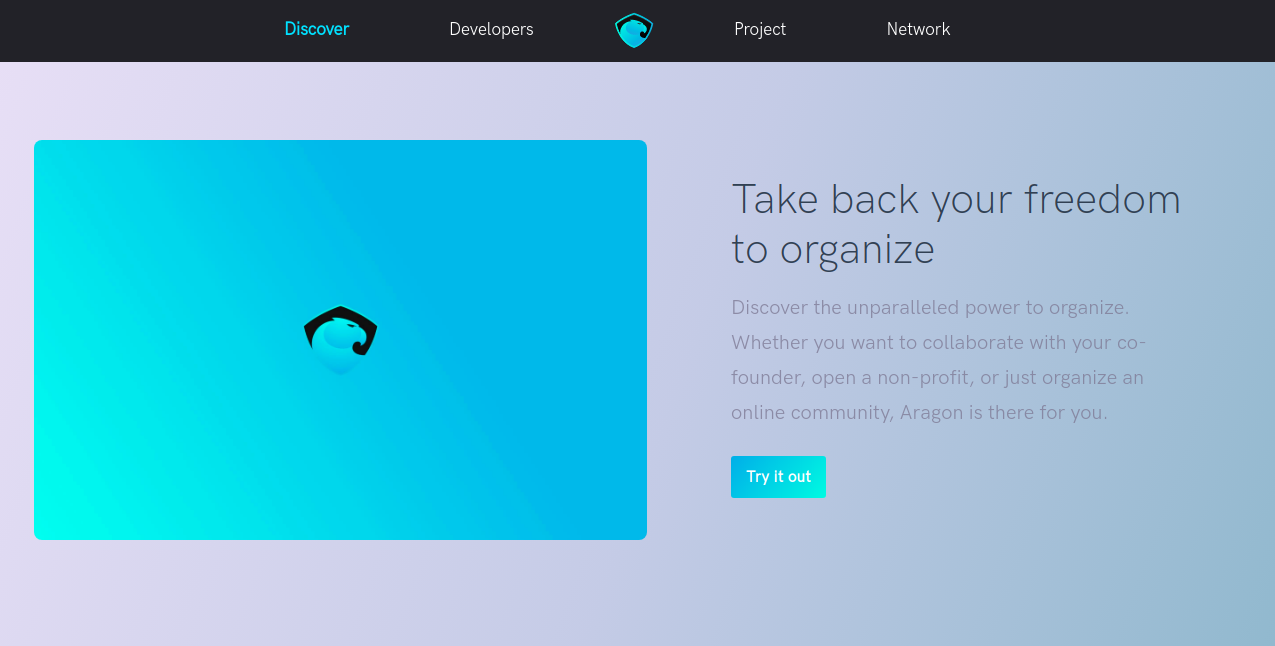 Discover Developers Project Network
Take back your freedom
to organize
Discover the unparalleled power to organize.
Whether you want to collaborate with your co-
founder, open a non-profit, or just organize an
online community, Aragon is there for you.
Try it out